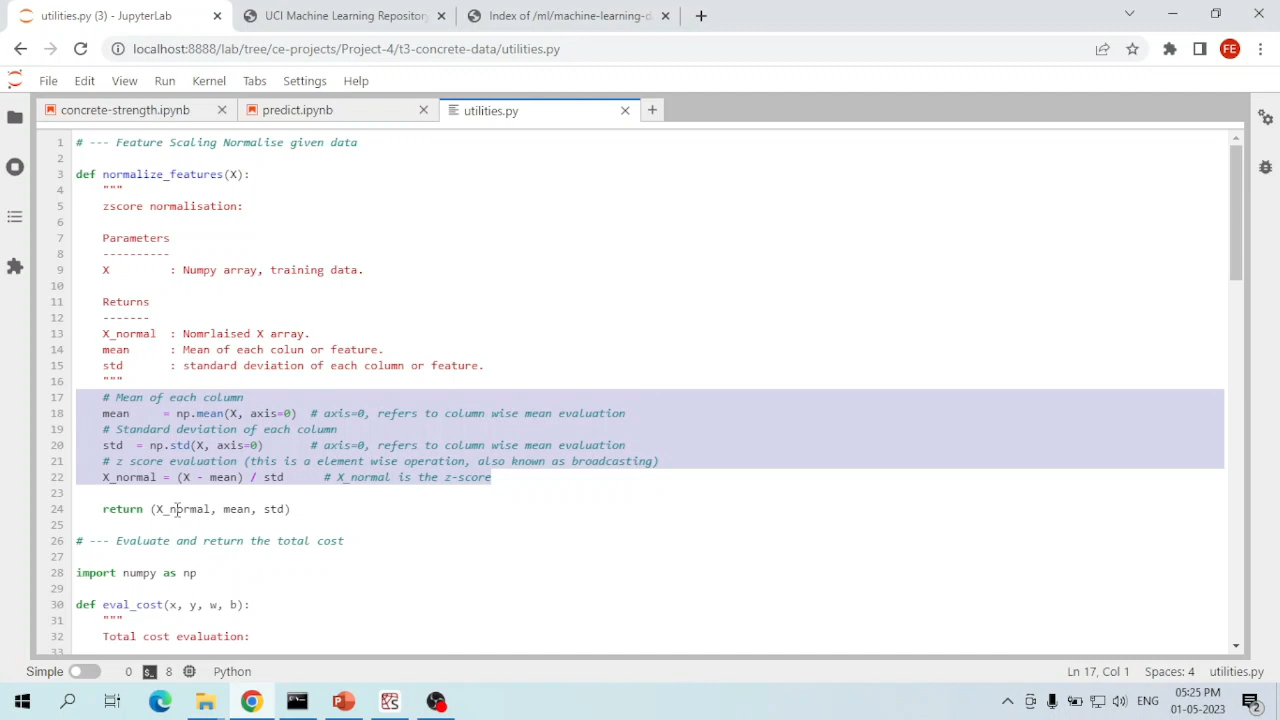 utilities.py (3) - JupyterLab
UCI Machine Learning Repository
Index of /ml/machine-learning-d
localhost:8888/lab/tree/ce-projects/Project-4/t3-concrete-data/utilities.py
FE
File Edit View Run Kernel Tabs Settings Help
concrete-strength.ipynb
predict.ipynb
utilities.py
1 # --- Feature Scaling Normalise given data
2
3 def normalize_features(X):
4 """
5 zscore normalisation:
6
7 Parameters
8 ----------
9 X : Numpy array, training data.
10
11 Returns
12 -------
13 X_normal : Nomrlaised X array.
14 mean : Mean of each colun or feature.
15 std : standard deviation of each column or feature.
16 """
17 # Mean of each column
18 mean = np.mean(X, axis=0) # axis=0, refers to column wise mean evaluation
19 # Standard deviation of each column
20 std = np.std(X, axis=0) # axis=0, refers to column wise mean evaluation
21 # z score evaluation (this is a element wise operation, also known as broadcasting)
22 X_normal = (X - mean) / std # X_normal is the z-score
23
24 return (X_normal, mean, std)
25
26 # --- Evaluate and return the total cost
27
28 import numpy as np
29
30 def eval_cost(x, y, w, b):
31 """
32 Total cost evaluation:
33
Simple 0 8 Python Ln 17, Col 1 Spaces: 4 utilities.py
ENG
05:25 PM
01-05-2023
2